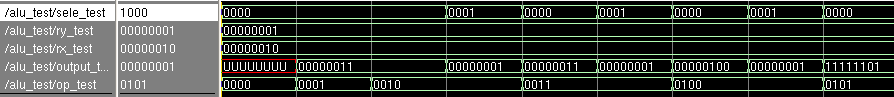 /alu_test/sele_test 1000 0000 0001 0000 0001 0000 0001 0000
/alu_test/ry_test 00000001 00000001
/alu_test/rx_test 00000010 00000010
/alu_test/output_t... 00000001 UUUUUUUU 00000011 00000001 00000011 00000001 00000100 00000001 11111101
/alu_test/op_test 0101 0000 0001 0010 0011 0100 0101